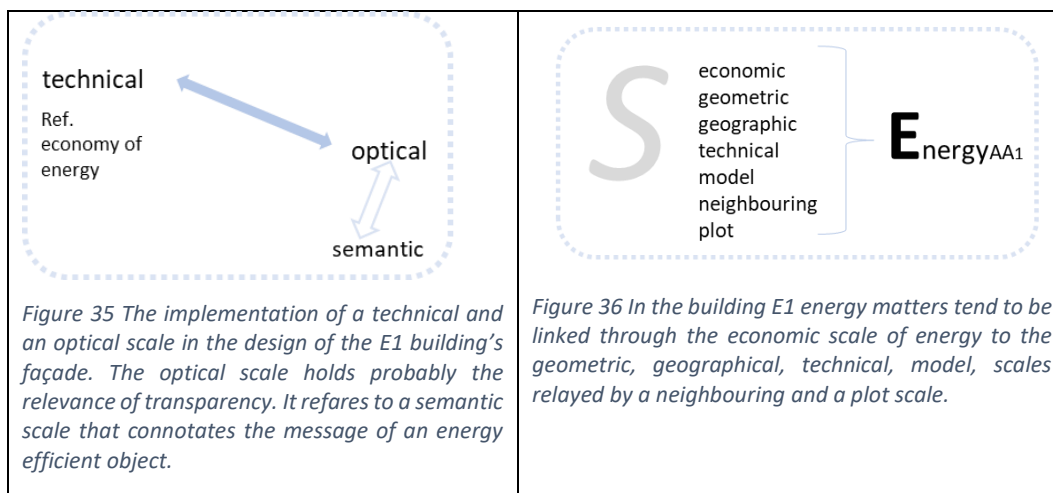 technical
Ref.
economy of
energy
optical
semantic
Figure 35 The implementation of a technical and
an optical scale in the design of the E1 building's
façade. The optical scale holds probably the
relevance of transparency. It refares to a semantic
scale that connotates the message of an energy
efficient object.
S
economic
geometric
geographic
technical
model
neighbouring
plot
EnergyAA1
Figure 36 In the building E1 energy matters tend to be
linked through the economic scale of energy to the
geometric, geographical, technical, model, scales
relayed by a neighbouring and a plot scale.